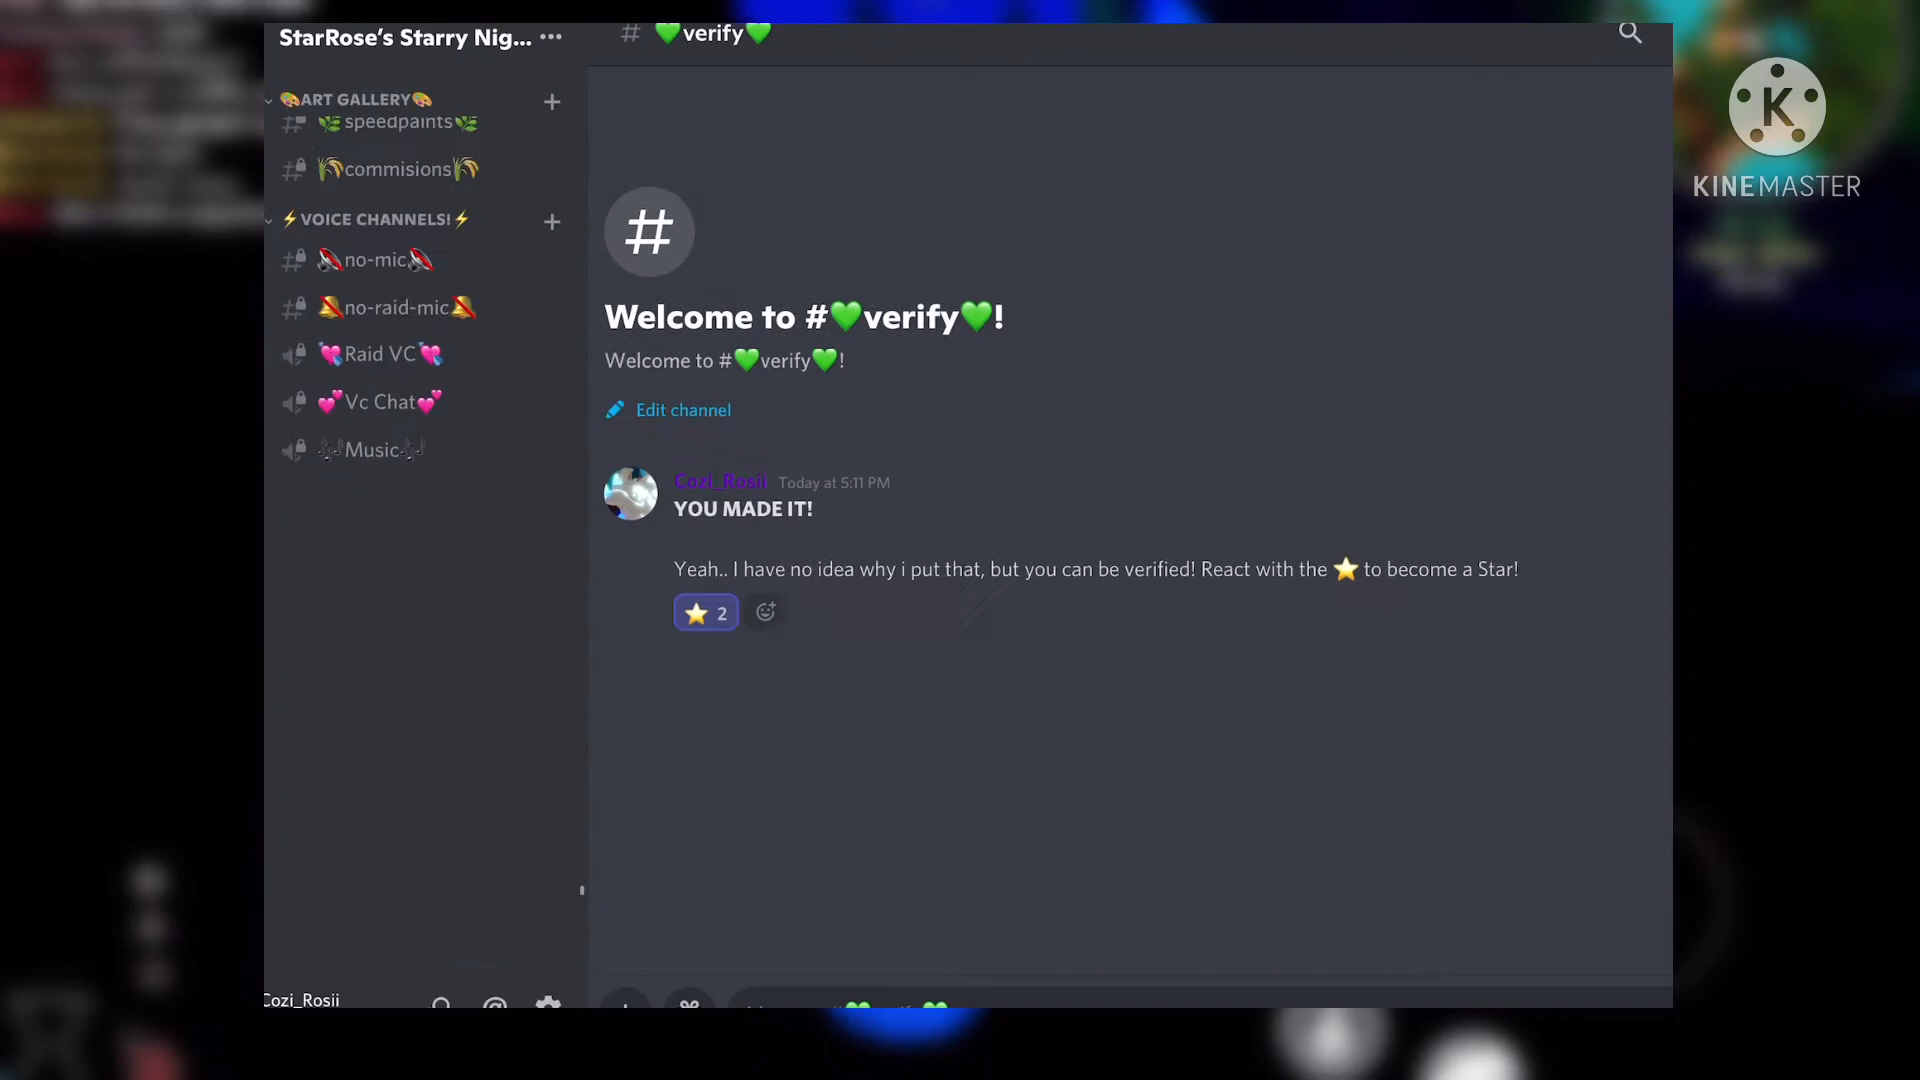 StarRose's Starry Nig...
🎨ART GALLERY🎨
🌿speedpaints🌿
🌾commisions🌾
⚡VOICE CHANNELS!⚡
🔇no-mic🔇
🔕no-raid-mic🔕
💘Raid VC💘
💕Vc Chat💕
🎶Music🎶
Cozi_Rosii
# 💚verify💚
#
Welcome to #💚verify💚!
Welcome to #💚verify💚!
Edit channel
Cozi_Rosii Today at 5:11 PM
YOU MADE IT!
Yeah.. I have no idea why i put that, but you can be verified! React with the ⭐ to become a Star!
⭐ 2
K
KINEMASTER